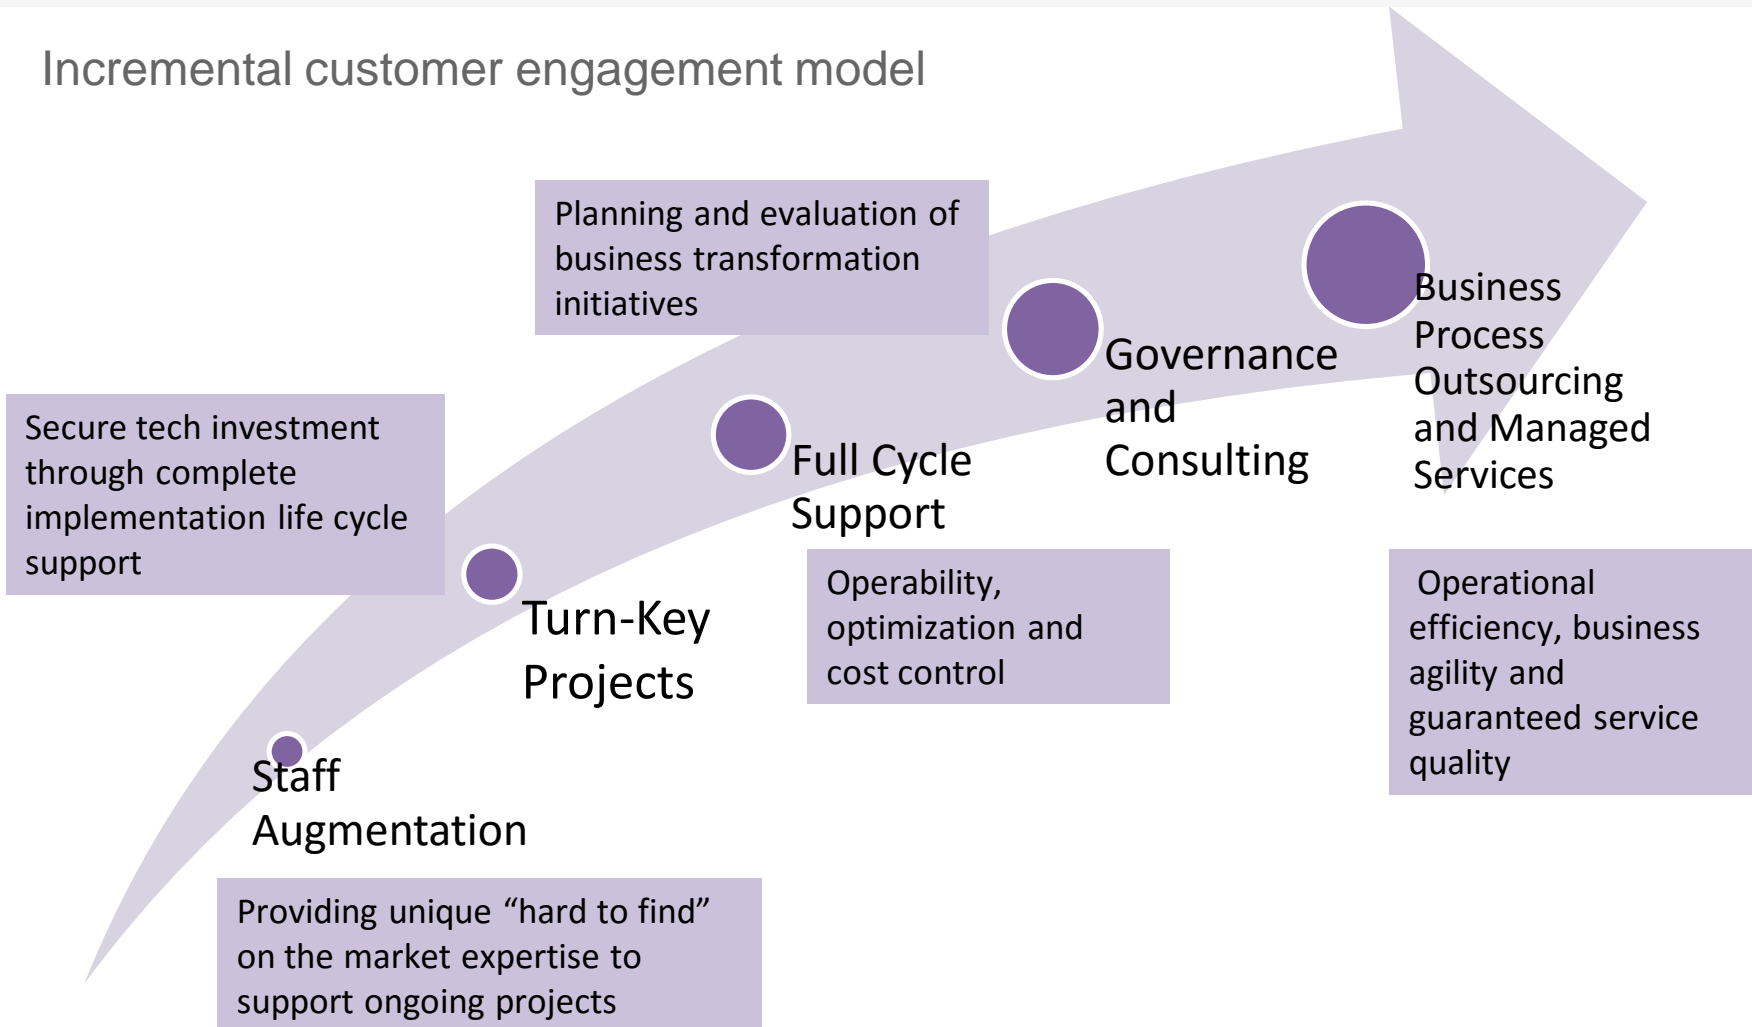 Incremental customer engagement model
Planning and evaluation of
business transformation
initiatives
Business
Process
Outsourcing
and Managed
Services
Governance
and
Consulting
Secure tech investment
through complete
implementation life cycle
support
Full Cycle
Support
Turn-Key
Projects
Operability,
optimization and
cost control
Operational
efficiency, business
agility and
guaranteed service
quality
Staff
Augmentation
Providing unique “hard to find”
on the market expertise to
support ongoing projects